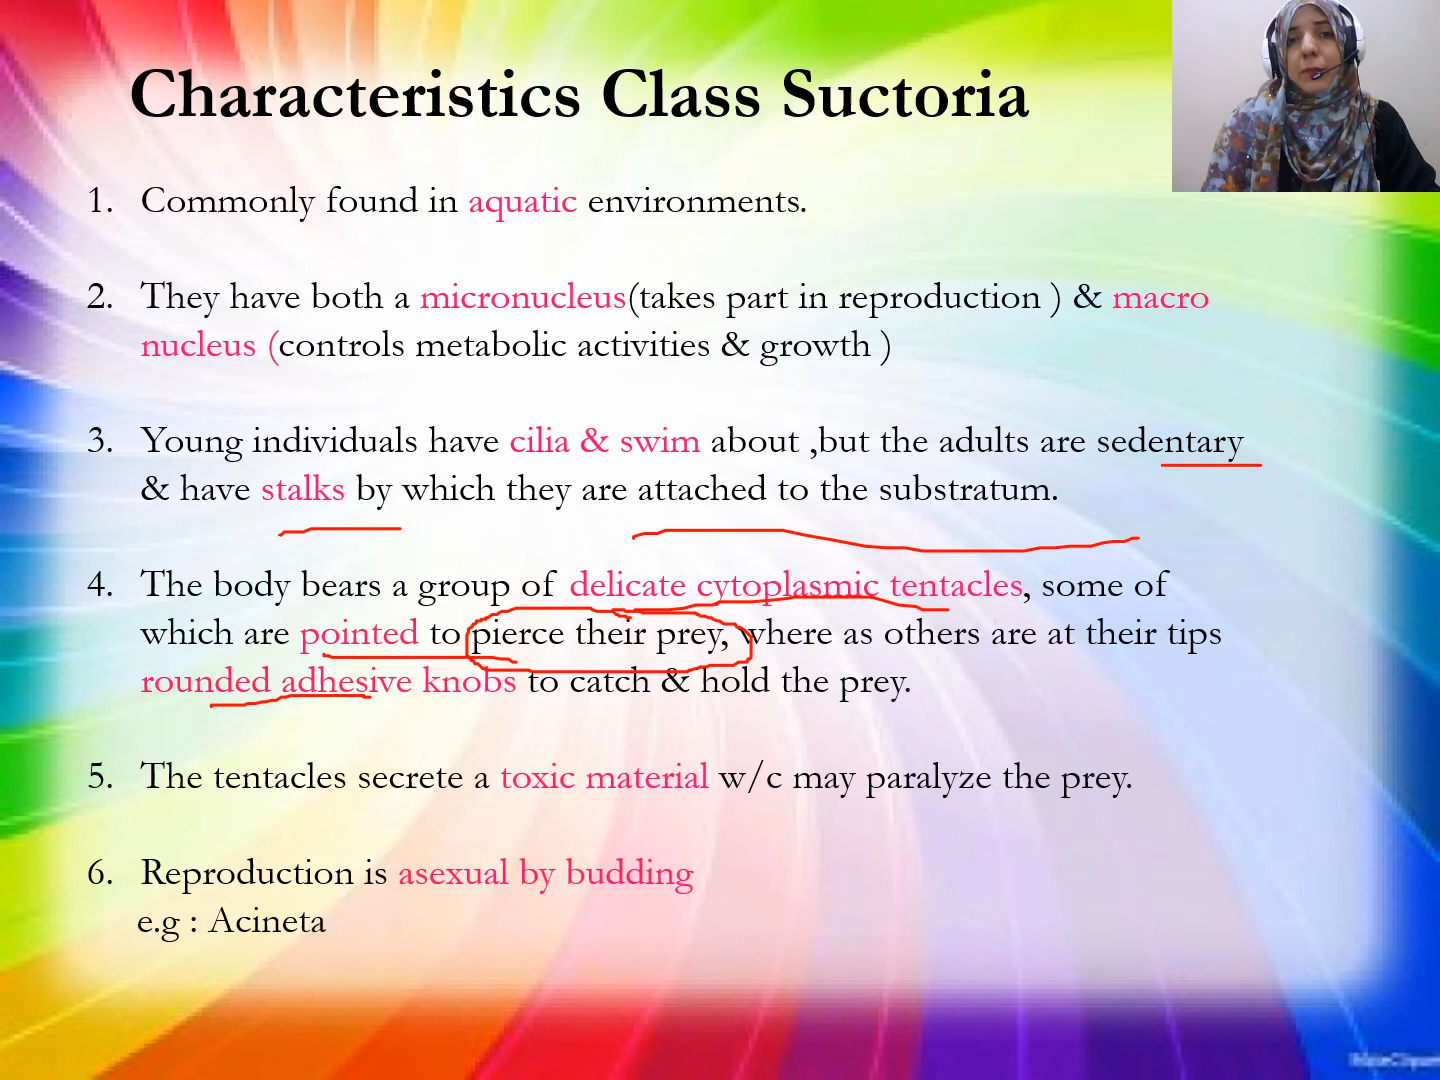 Characteristics Class Suctoria
1. Commonly found in aquatic environments.
2. They have both a micronucleus(takes part in reproduction ) & macro
nucleus (controls metabolic activities & growth )
3. Young individuals have cilia & swim about ,but the adults are sedentary
& have stalks by which they are attached to the substratum.
4. The body bears a group of delicate cytoplasmic tentacles, some of
which are pointed to pierce their prey, where as others are at their tips
rounded adhesive knobs to catch & hold the prey.
5. The tentacles secrete a toxic material w/c may paralyze the prey.
6. Reproduction is asexual by budding
e.g : Acineta